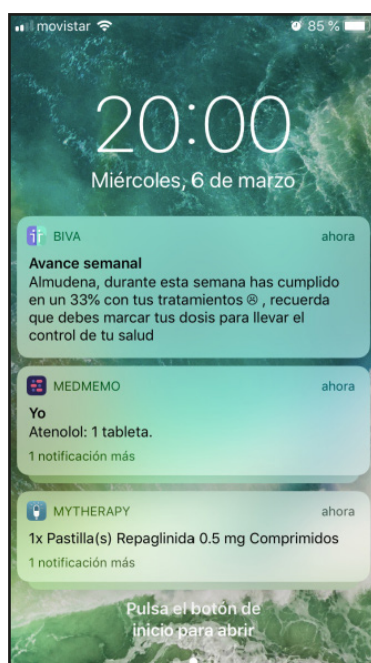 movistar 85 %
20:00
Miércoles, 6 de marzo
BIVA ahora
Avance semanal
Almudena, durante esta semana has cumplido
en un 33% con tus tratamientos ☹ , recuerda
que debes marcar tus dosis para llevar el
control de tu salud
MEDMEMO ahora
Yo
Atenolol: 1 tableta.
1 notificación más
MYTHERAPY ahora
1x Pastilla(s) Repaglinida 0.5 mg Comprimidos
1 notificación más
Pulsa el botón de
inicio para abrir